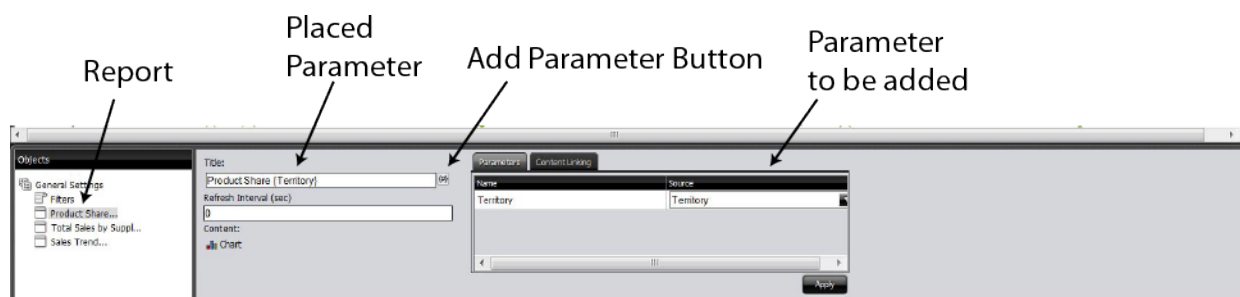 Report
Placed
Parameter
Add Parameter Button
Parameter
to be added
Objects
General Settings
Filters
Product Share...
Total Sales by Suppl...
Sales Trend...
Title:
Product Share {Territory}
Refresh Interval (sec)
0
Content:
Chart
Parameters Content Linking
Name Source
Territory Territory
Apply